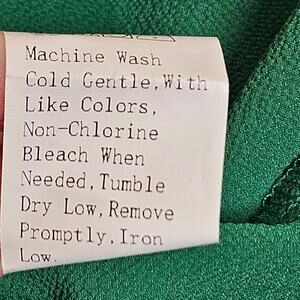 Machine Wash
Cold Gentle,With
Like Colors,
Non-Chlorine
Bleach When
Needed,Tumble
Dry Low,Remove
Promptly,Iron
Low.